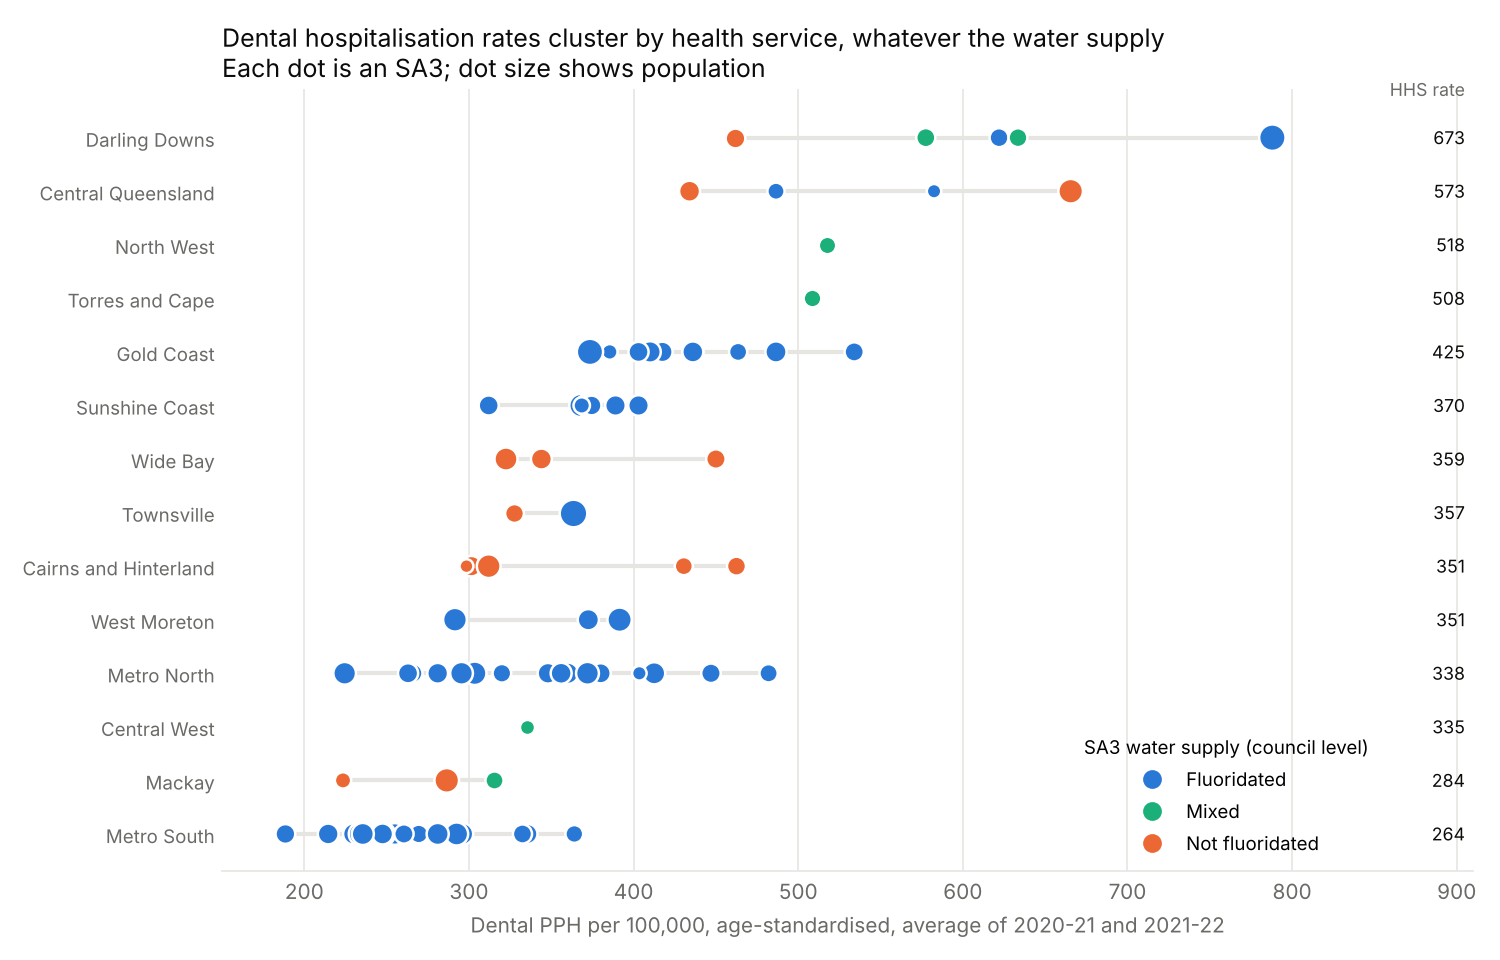 Dental hospitalisation rates cluster by health service, whatever the water supply
Each dot is an SA3; dot size shows population
HHS rate
Darling Downs 673
Central Queensland 573
North West 518
Torres and Cape 508
Gold Coast 425
Sunshine Coast 370
Wide Bay 359
Townsville 357
Cairns and Hinterland 351
West Moreton 351
Metro North 338
Central West 335
Mackay 284
Metro South 264
SA3 water supply (council level)
Fluoridated
Mixed
Not fluoridated
200 300 400 500 600 700 800 900
Dental PPH per 100,000, age-standardised, average of 2020-21 and 2021-22